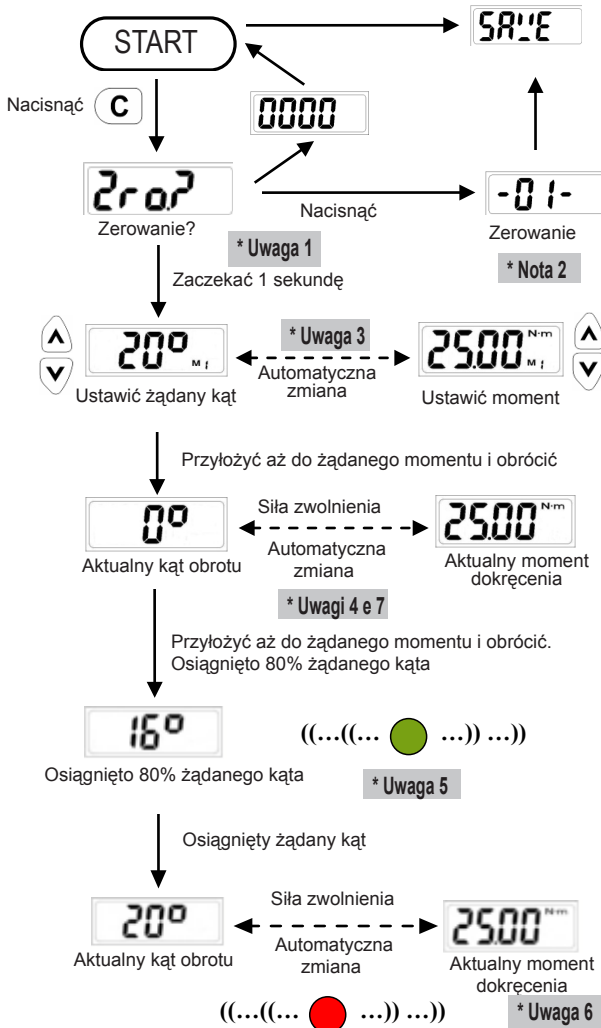 START
SAVE
Nacisnąć C
0000
2ro.?
Zerowanie?
Nacisnąć
-01-
Zerowanie
* Uwaga 1
* Nota 2
Zaczekać 1 sekundę
20° M1
* Uwaga 3
25.00 N·m M1
Automatyczna
zmiana
Ustawić żądany kąt
Ustawić moment
Przyłożyć aż do żądanego momentu i obrócić
0°
Siła zwolnienia
25.00 N·m
Automatyczna
zmiana
Aktualny kąt obrotu
Aktualny moment
dokręcenia
* Uwagi 4 e 7
Przyłożyć aż do żądanego momentu i obrócić.
Osiągnięto 80% żądanego kąta
16°
((…((… …)) …))
Osiągnięto 80% żądanego kąta
* Uwaga 5
Osiągnięty żądany kąt
20°
Siła zwolnienia
25.00 N·m
Automatyczna
zmiana
Aktualny kąt obrotu
Aktualny moment
dokręcenia
((…((… …)) …))
* Uwaga 6